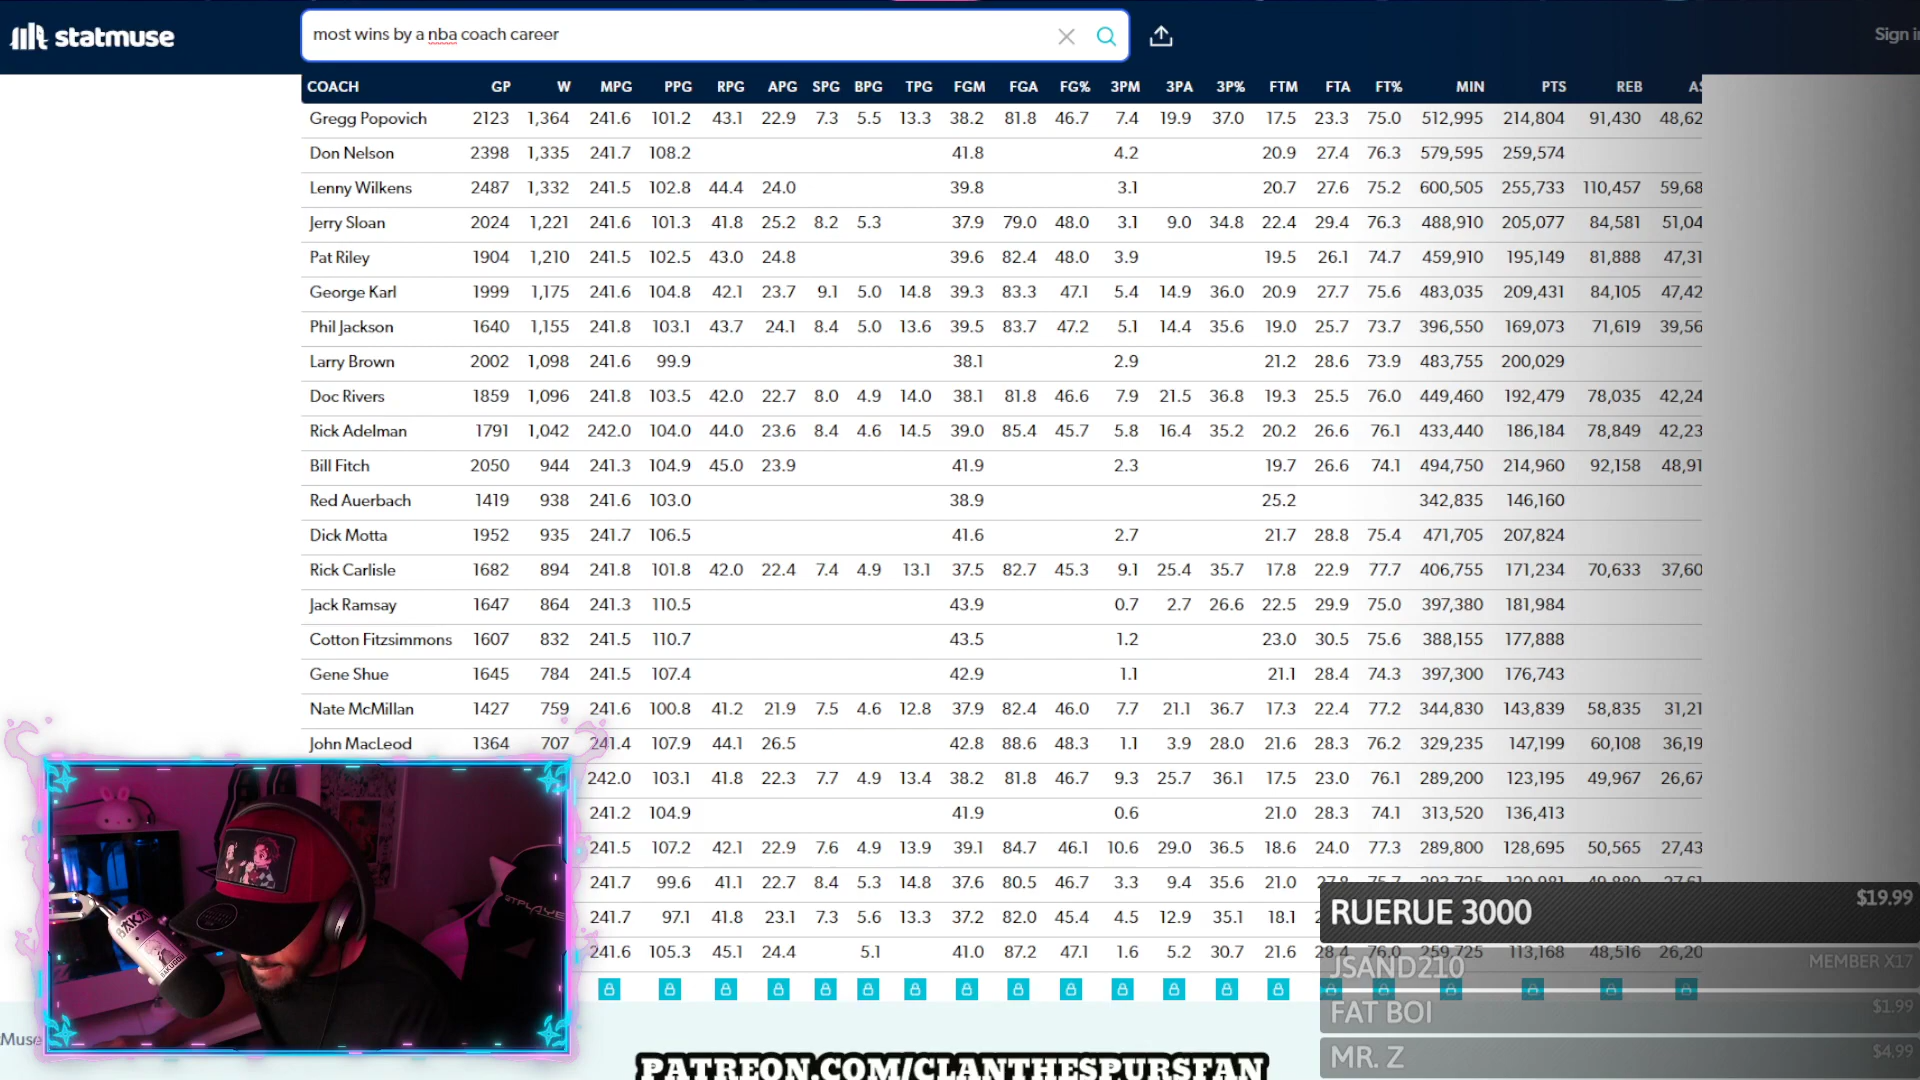 statmuse
most wins by a nba coach career
Sign i
COACH GP W MPG PPG RPG APG SPG BPG TPG FGM FGA FG% 3PM 3PA 3P% FTM FTA FT% MIN PTS REB AS
Gregg Popovich 2123 1,364 241.6 101.2 43.1 22.9 7.3 5.5 13.3 38.2 81.8 46.7 7.4 19.9 37.0 17.5 23.3 75.0 512,995 214,804 91,430 48,62
Don Nelson 2398 1,335 241.7 108.2 41.8 4.2 20.9 27.4 76.3 579,595 259,574
Lenny Wilkens 2487 1,332 241.5 102.8 44.4 24.0 39.8 3.1 20.7 27.6 75.2 600,505 255,733 110,457 59,68
Jerry Sloan 2024 1,221 241.6 101.3 41.8 25.2 8.2 5.3 37.9 79.0 48.0 3.1 9.0 34.8 22.4 29.4 76.3 488,910 205,077 84,581 51,04
Pat Riley 1904 1,210 241.5 102.5 43.0 24.8 39.6 82.4 48.0 3.9 19.5 26.1 74.7 459,910 195,149 81,888 47,31
George Karl 1999 1,175 241.6 104.8 42.1 23.7 9.1 5.0 14.8 39.3 83.3 47.1 5.4 14.9 36.0 20.9 27.7 75.6 483,035 209,431 84,105 47,42
Phil Jackson 1640 1,155 241.8 103.1 43.7 24.1 8.4 5.0 13.6 39.5 83.7 47.2 5.1 14.4 35.6 19.0 25.7 73.7 396,550 169,073 71,619 39,56
Larry Brown 2002 1,098 241.6 99.9 38.1 2.9 21.2 28.6 73.9 483,755 200,029
Doc Rivers 1859 1,096 241.8 103.5 42.0 22.7 8.0 4.9 14.0 38.1 81.8 46.6 7.9 21.5 36.8 19.3 25.5 76.0 449,460 192,479 78,035 42,24
Rick Adelman 1791 1,042 242.0 104.0 44.0 23.6 8.4 4.6 14.5 39.0 85.4 45.7 5.8 16.4 35.2 20.2 26.6 76.1 433,440 186,184 78,849 42,23
Bill Fitch 2050 944 241.3 104.9 45.0 23.9 41.9 2.3 19.7 26.6 74.1 494,750 214,960 92,158 48,91
Red Auerbach 1419 938 241.6 103.0 38.9 25.2 342,835 146,160
Dick Motta 1952 935 241.7 106.5 41.6 2.7 21.7 28.8 75.4 471,705 207,824
Rick Carlisle 1682 894 241.8 101.8 42.0 22.4 7.4 4.9 13.1 37.5 82.7 45.3 9.1 25.4 35.7 17.8 22.9 77.7 406,755 171,234 70,633 37,60
Jack Ramsay 1647 864 241.3 110.5 43.9 0.7 2.7 26.6 22.5 29.9 75.0 397,380 181,984
Cotton Fitzsimmons 1607 832 241.5 110.7 43.5 1.2 23.0 30.5 75.6 388,155 177,888
Gene Shue 1645 784 241.5 107.4 42.9 1.1 21.1 28.4 74.3 397,300 176,743
Nate McMillan 1427 759 241.6 100.8 41.2 21.9 7.5 4.6 12.8 37.9 82.4 46.0 7.7 21.1 36.7 17.3 22.4 77.2 344,830 143,839 58,835 31,21
John MacLeod 1364 707 241.4 107.9 44.1 26.5 42.8 88.6 48.3 1.1 3.9 28.0 21.6 28.3 76.2 329,235 147,199 60,108 36,19
242.0 103.1 41.8 22.3 7.7 4.9 13.4 38.2 81.8 46.7 9.3 25.7 36.1 17.5 23.0 76.1 289,200 123,195 49,967 26,67
241.2 104.9 41.9 0.6 21.0 28.3 74.1 313,520 136,413
241.5 107.2 42.1 22.9 7.6 4.9 13.9 39.1 84.7 46.1 10.6 29.0 36.5 18.6 24.0 77.3 289,800 128,695 50,565 27,43
241.7 99.6 41.1 22.7 8.4 5.3 14.8 37.6 80.5 46.7 3.3 9.4 35.6 21.0
241.7 97.1 41.8 23.1 7.3 5.6 13.3 37.2 82.0 45.4 4.5 12.9 35.1 18.1
241.6 105.3 45.1 24.4 5.1 41.0 87.2 47.1 1.6 5.2 30.7 21.6 28.4 76.0 259,725 113,168 48,516 26,20
RUERUE 3000 $19.99
JSAND210 MEMBER X17
FAT BOI $1.99
MR. Z $4.99
Muse
PATREON.COM/CLANTHESPURSFAN